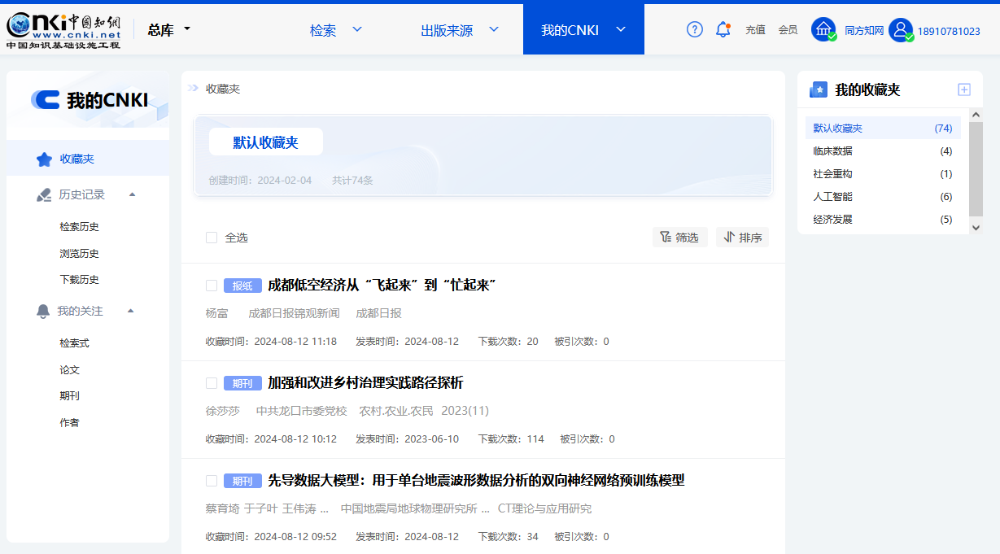 cnki中国知网
www.cnki.net
中国知识基础设施工程
总库
检索
出版来源
我的CNKI
充值
会员
同方知网
18910781023
我的CNKI
收藏夹
历史记录
检索历史
浏览历史
下载历史
我的关注
检索式
论文
期刊
作者
收藏夹
默认收藏夹
创建时间：2024-02-04 共计74条
全选
筛选
排序
报纸 成都低空经济从“飞起来”到“忙起来”
杨富 成都日报锦观新闻 成都日报
收藏时间：2024-08-12 11:18 发表时间：2024-08-12 下载次数：20 被引次数：0
期刊 加强和改进乡村治理实践路径探析
徐莎莎 中共龙口市委党校 农村.农业.农民 2023(11)
收藏时间：2024-08-12 10:12 发表时间：2023-06-10 下载次数：114 被引次数：0
期刊 先导数据大模型：用于单台地震波形数据分析的双向神经网络预训练模型
蔡育埼 于子叶 王伟涛 ... 中国地震局地球物理研究所 ... CT理论与应用研究
收藏时间：2024-08-12 09:52 发表时间：2024-08-12 下载次数：34 被引次数：0
我的收藏夹
默认收藏夹 (74)
临床数据 (4)
社会重构 (1)
人工智能 (6)
经济发展 (5)